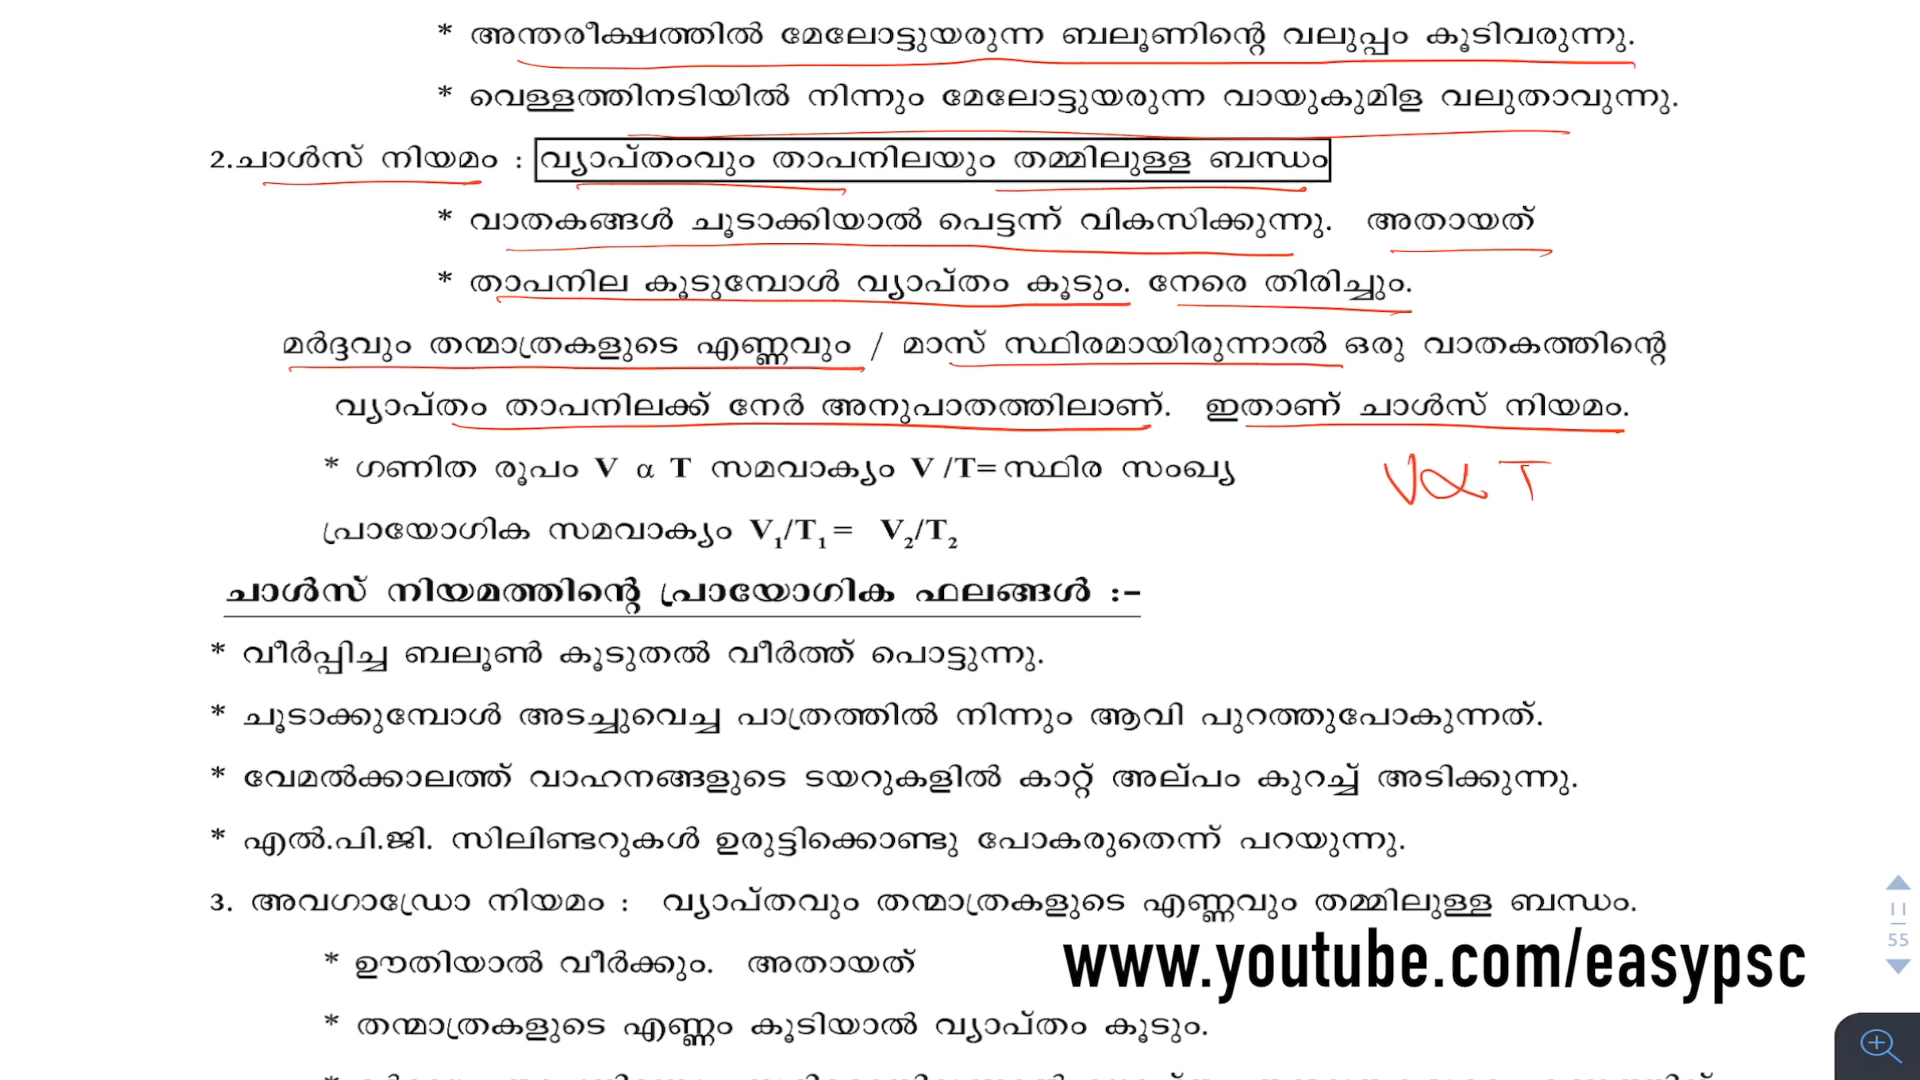 * അന്തരീക്ഷത്തിൽ മേലോട്ടുയരുന്ന ബലൂണിന്റെ വലുപ്പം കൂടിവരുന്നു.
* വെള്ളത്തിനടിയിൽ നിന്നും മേലോട്ടുയരുന്ന വായുകുമിള വലുതാവുന്നു.
2.ചാൾസ് നിയമം : വ്യാപ്തംവും താപനിലയും തമ്മിലുള്ള ബന്ധം
* വാതകങ്ങൾ ചൂടാക്കിയാൽ പെട്ടന്ന് വികസിക്കുന്നു. അതായത്
* താപനില കൂടുമ്പോൾ വ്യാപ്തം കൂടും. നേരെ തിരിച്ചും.
മർദ്ദവും തന്മാത്രകളുടെ എണ്ണവും / മാസ് സ്ഥിരമായിരുന്നാൽ ഒരു വാതകത്തിന്റെ
വ്യാപ്തം താപനിലക്ക് നേർ അനുപാതത്തിലാണ്. ഇതാണ് ചാൾസ് നിയമം.
* ഗണിത രൂപം V α T സമവാക്യം V /T= സ്ഥിര സംഖ്യ
V∝ T
പ്രായോഗിക സമവാക്യം V₁/T₁ = V₂/T₂
ചാൾസ് നിയമത്തിന്റെ പ്രായോഗിക ഫലങ്ങൾ :-
* വീർപ്പിച്ച ബലൂൺ കൂടുതൽ വീർത്ത് പൊട്ടുന്നു.
* ചൂടാക്കുമ്പോൾ അടച്ചുവെച്ച പാത്രത്തിൽ നിന്നും ആവി പുറത്തുപോകുന്നത്.
* വേമൽക്കാലത്ത് വാഹനങ്ങളുടെ ടയറുകളിൽ കാറ്റ് അല്പം കുറച്ച് അടിക്കുന്നു.
* എൽ.പി.ജി. സിലിണ്ടറുകൾ ഉരുട്ടിക്കൊണ്ടു പോകരുതെന്ന് പറയുന്നു.
3. അവഗാഡ്രോ നിയമം : വ്യാപ്തവും തന്മാത്രകളുടെ എണ്ണവും തമ്മിലുള്ള ബന്ധം.
* ഊതിയാൽ വീർക്കും. അതായത്
www.youtube.com/easypsc
* തന്മാത്രകളുടെ എണ്ണം കൂടിയാൽ വ്യാപ്തം കൂടും.
11
55